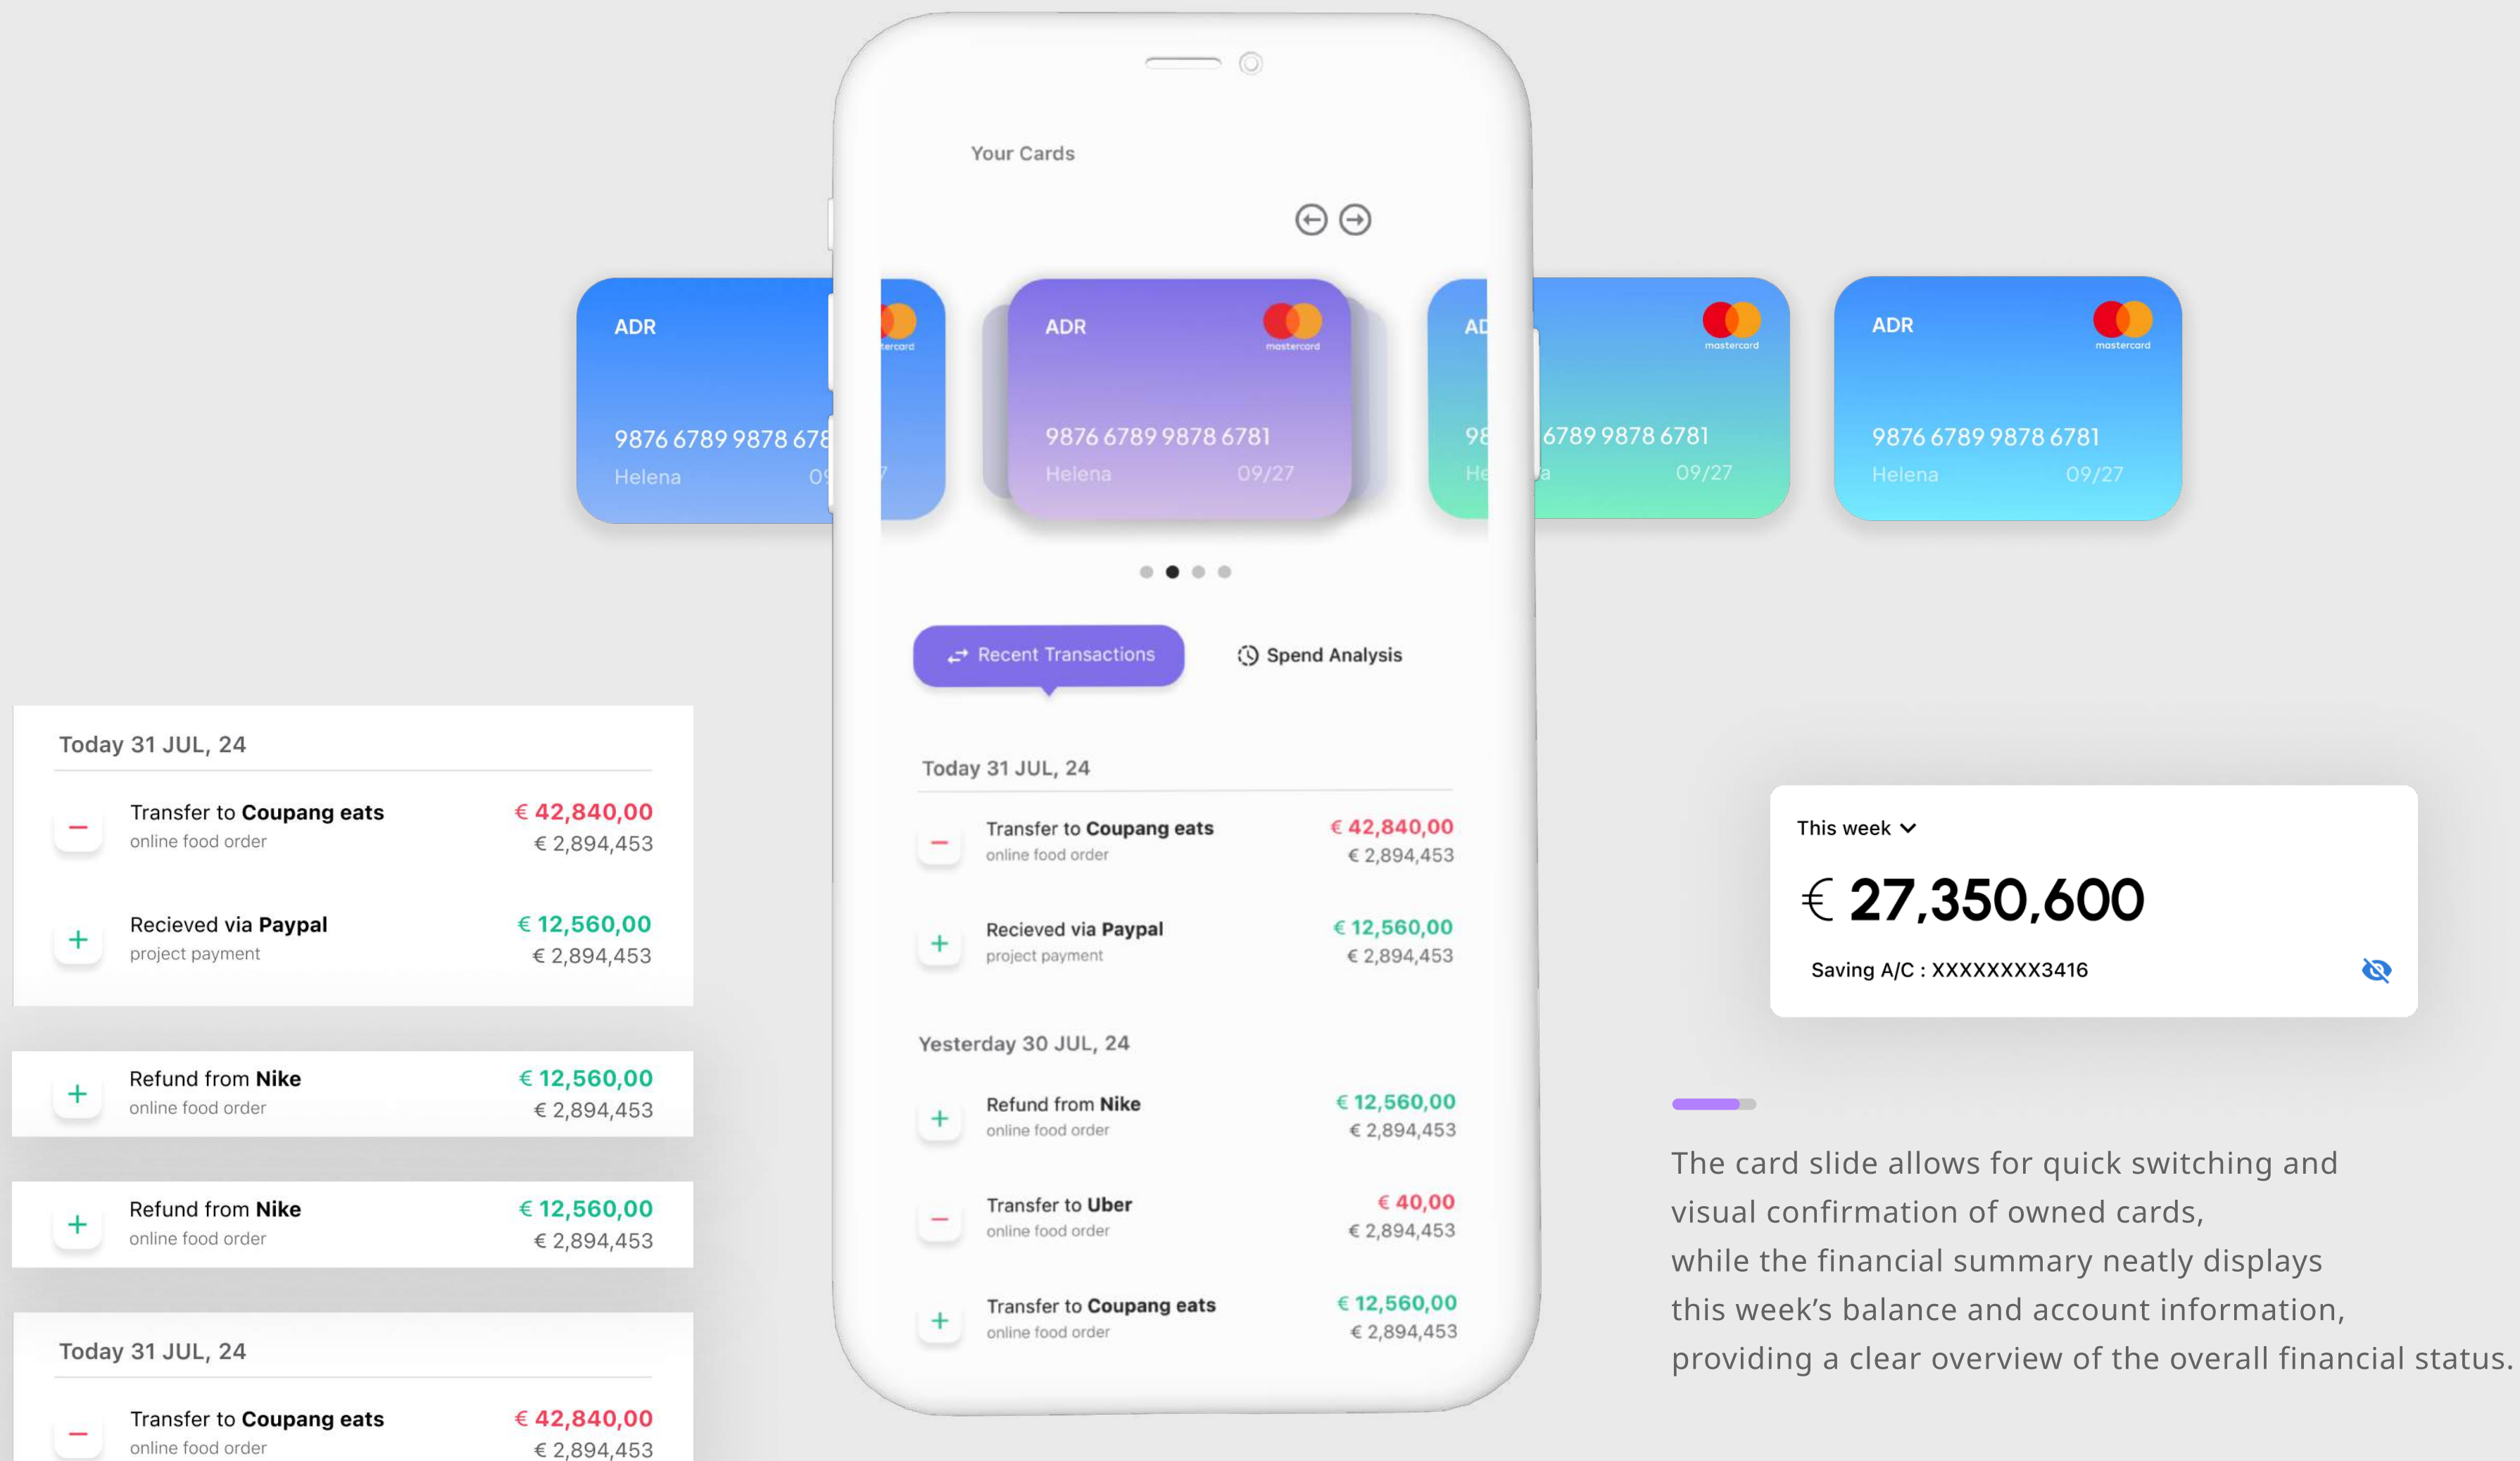 Your Cards
ADR
tercard
9876 6789 9878 678
Helena 09
7
ADR
mastercard
9876 6789 9878 6781
Helena 09/27
AD
mastercard
98 6789 9878 6781
He a 09/27
ADR
mastercard
9876 6789 9878 6781
Helena 09/27
Recent Transactions
Spend Analysis
Today 31 JUL, 24
Transfer to Coupang eats € 42,840,00
online food order € 2,894,453
Recieved via Paypal € 12,560,00
project payment € 2,894,453
Yesterday 30 JUL, 24
Refund from Nike € 12,560,00
online food order € 2,894,453
Transfer to Uber € 40,00
online food order € 2,894,453
Transfer to Coupang eats € 12,560,00
online food order € 2,894,453
Today 31 JUL, 24
Transfer to Coupang eats € 42,840,00
online food order € 2,894,453
Recieved via Paypal € 12,560,00
project payment € 2,894,453
Refund from Nike € 12,560,00
online food order € 2,894,453
Refund from Nike € 12,560,00
online food order € 2,894,453
Today 31 JUL, 24
Transfer to Coupang eats € 42,840,00
online food order € 2,894,453
This week
€ 27,350,600
Saving A/C : XXXXXXXX3416
The card slide allows for quick switching and
visual confirmation of owned cards,
while the financial summary neatly displays
this week’s balance and account information,
providing a clear overview of the overall financial status.